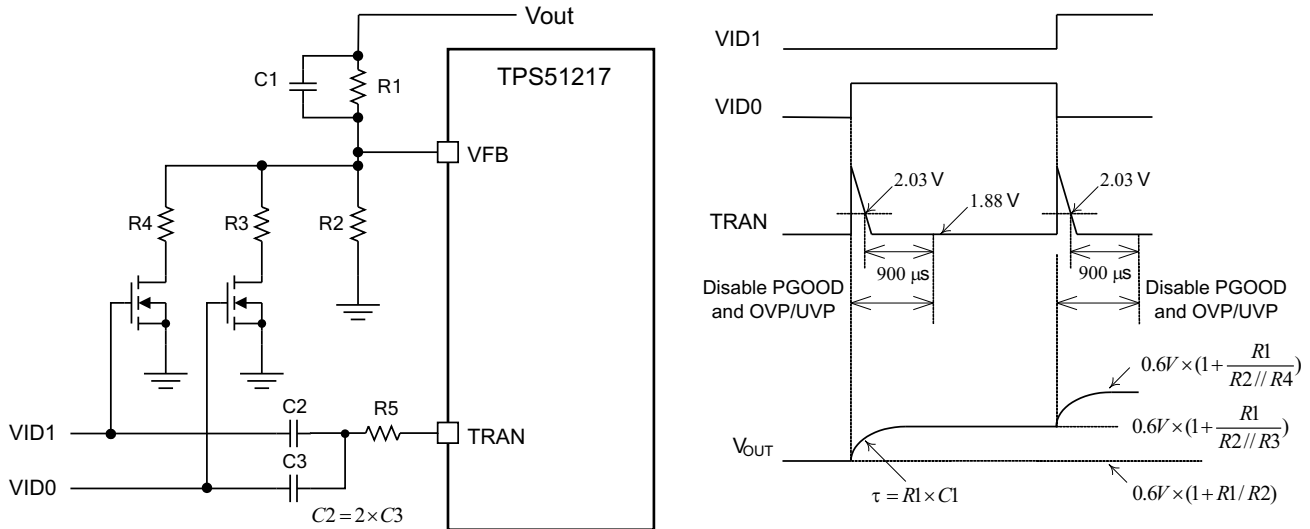 Vout
TPS51217
C1
R1
VFB
R4
R3
R2
C2
R5
VID1
TRAN
C3
VID0
C2 = 2 × C3
VID1
VID0
2.03 V
2.03 V
1.88 V
TRAN
900 μs
900 μs
Disable PGOOD
and OVP/UVP
Disable PGOOD
and OVP/UVP
0.6V × (1 + R1 / R2 // R4)
0.6V × (1 + R1 / R2 // R3)
VOUT
τ = R1 × C1
0.6V × (1 + R1 / R2)